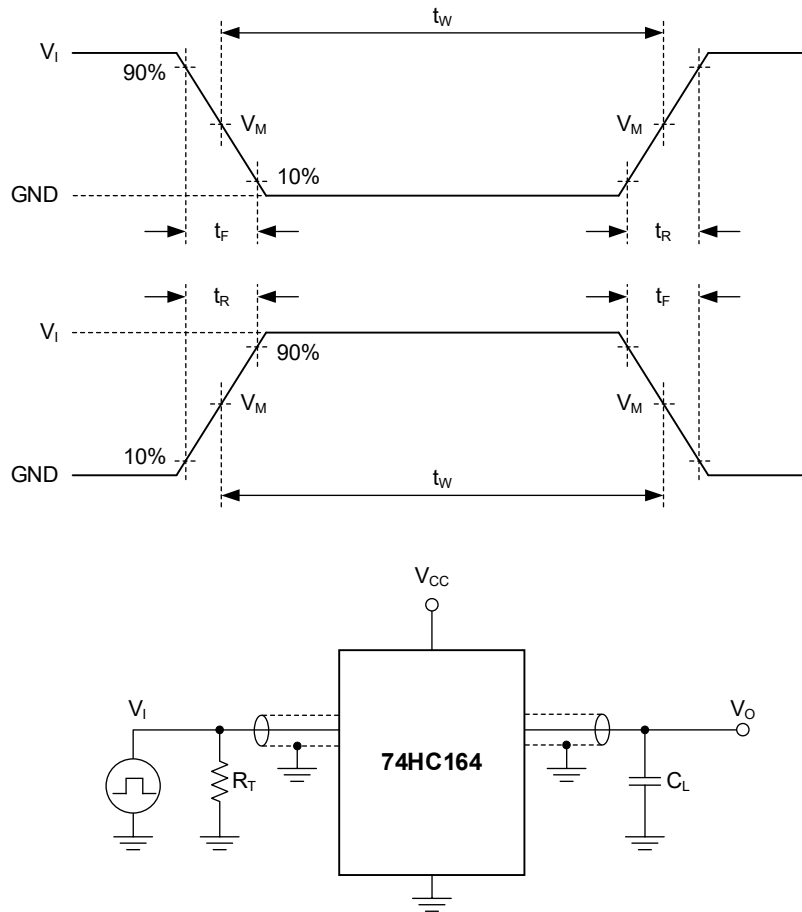 t_W
V_I
90%
V_M V_M
10%
GND
t_F t_R
t_R t_F
V_I
90%
V_M V_M
10%
GND
t_W
V_CC
V_I V_O
74HC164
R_T C_L